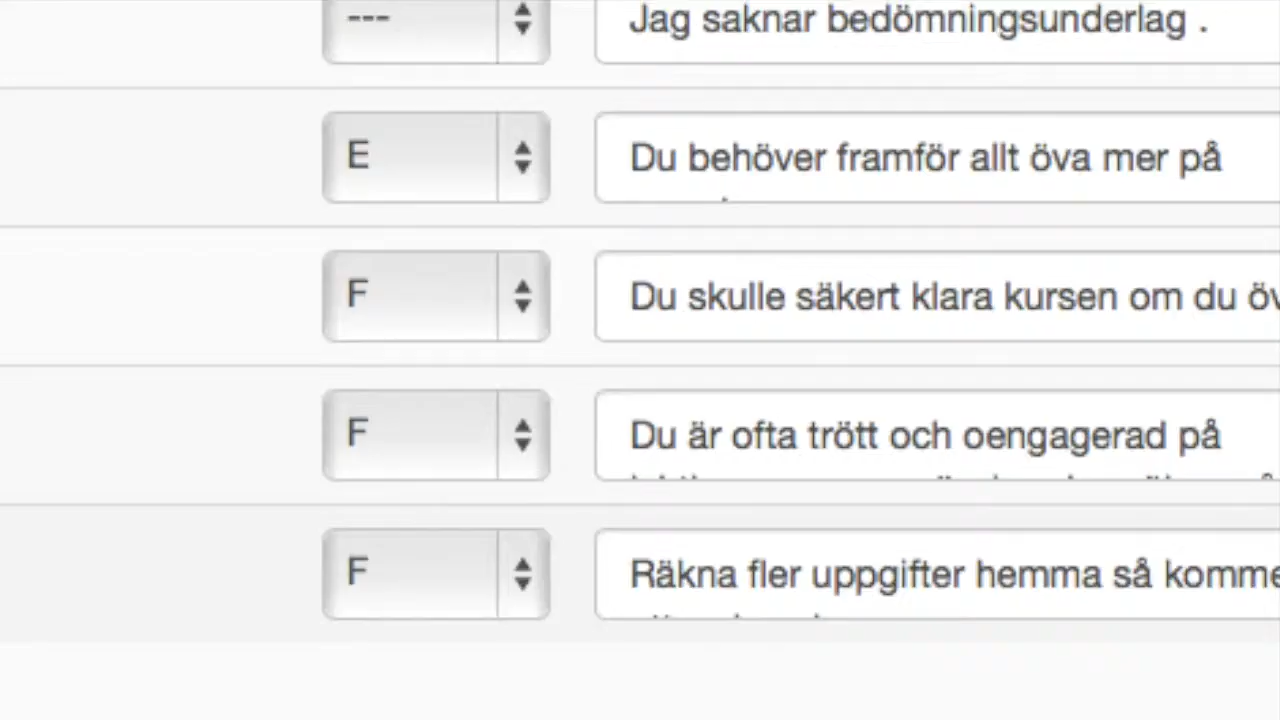 --- Jag saknar bedömningsunderlag .
E Du behöver framför allt öva mer på
F Du skulle säkert klara kursen om du
F Du är ofta trött och oengagerad på
F Räkna fler uppgifter hemma så